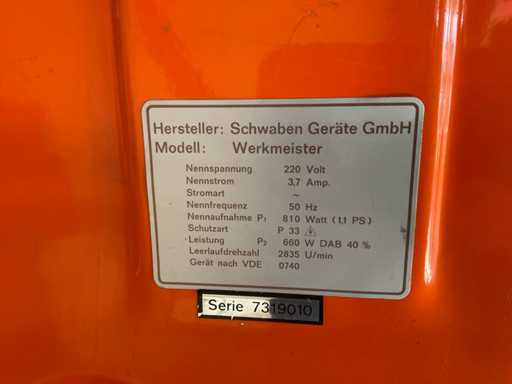 Hersteller: Schwaben Geräte GmbH
Modell: Werkmeister
Nennspannung 220 Volt
Nennstrom 3,7 Amp.
Stromart ~
Nennfrequenz 50 Hz
Nennaufnahme P₁ 810 Watt (1,1 PS)
Schutzart P 33
Leistung P₂ 660 W DAB 40 %
Leerlaufdrehzahl 2835 U/min
Gerät nach VDE 0740
Serie 7319010